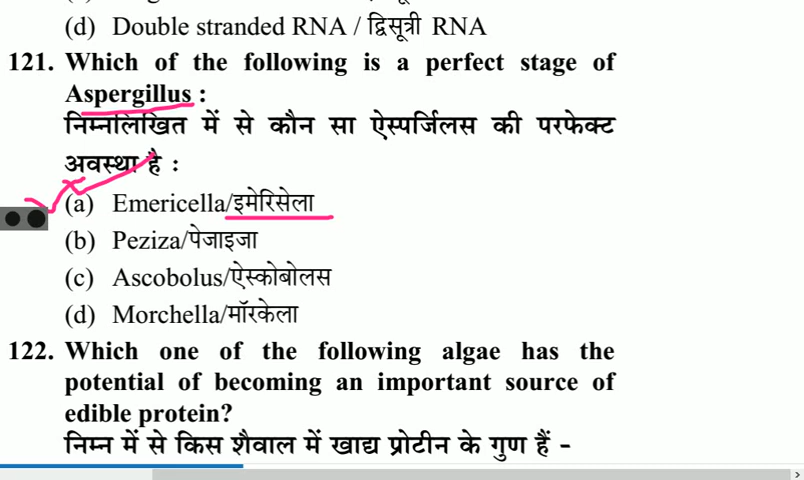 (d) Double stranded RNA / द्विसूत्री RNA
121. Which of the following is a perfect stage of
Aspergillus :
निम्नलिखित में से कौन सा ऐस्पर्जिलस की परफेक्ट
अवस्था है :
(a) Emericella/इमेरिसेला
(b) Peziza/पेजाइजा
(c) Ascobolus/ऐस्कोबोलस
(d) Morchella/मॉरकेला
122. Which one of the following algae has the
potential of becoming an important source of
edible protein?
निम्न में से किस शैवाल में खाद्य प्रोटीन के गुण हैं -